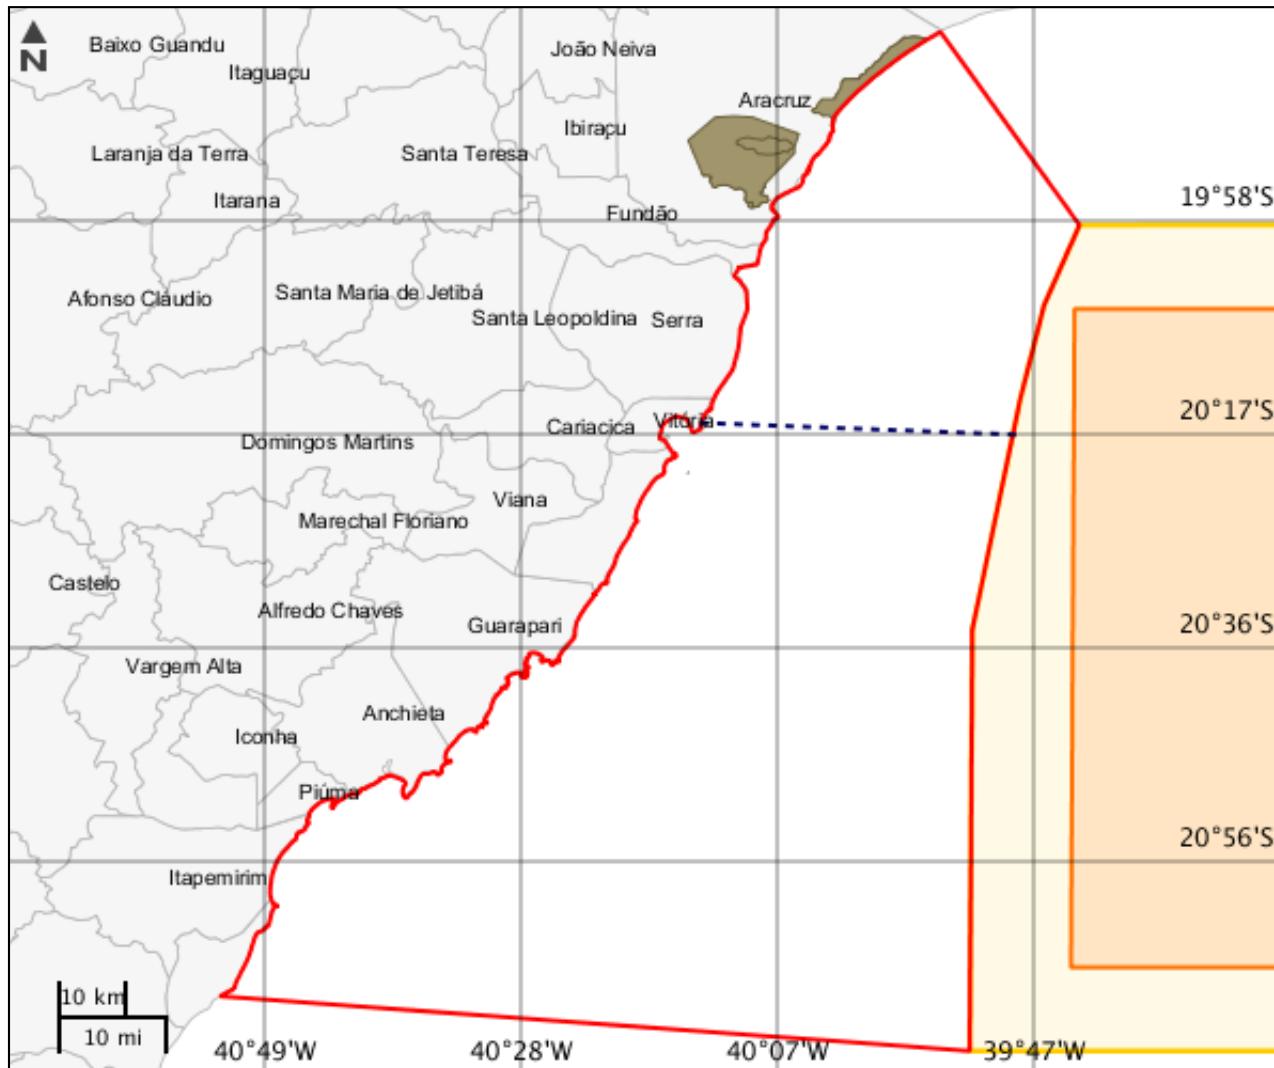 N
Baixo Guandu
João Neiva
Itaguaçu
Aracruz
Ibiraçu
Laranja da Terra
Santa Teresa
19°58'S
Itarana
Fundão
Afonso Cláudio
Santa Maria de Jetibá
Santa Leopoldina
Serra
20°17'S
Vitória
Cariacica
Domingos Martins
Viana
Marechal Floriano
Castelo
Alfredo Chaves
Guarapari
20°36'S
Vargem Alta
Anchieta
Iconha
Piúma
20°56'S
Itapemirim
10 km
10 mi
40°49'W
40°28'W
40°07'W
39°47'W